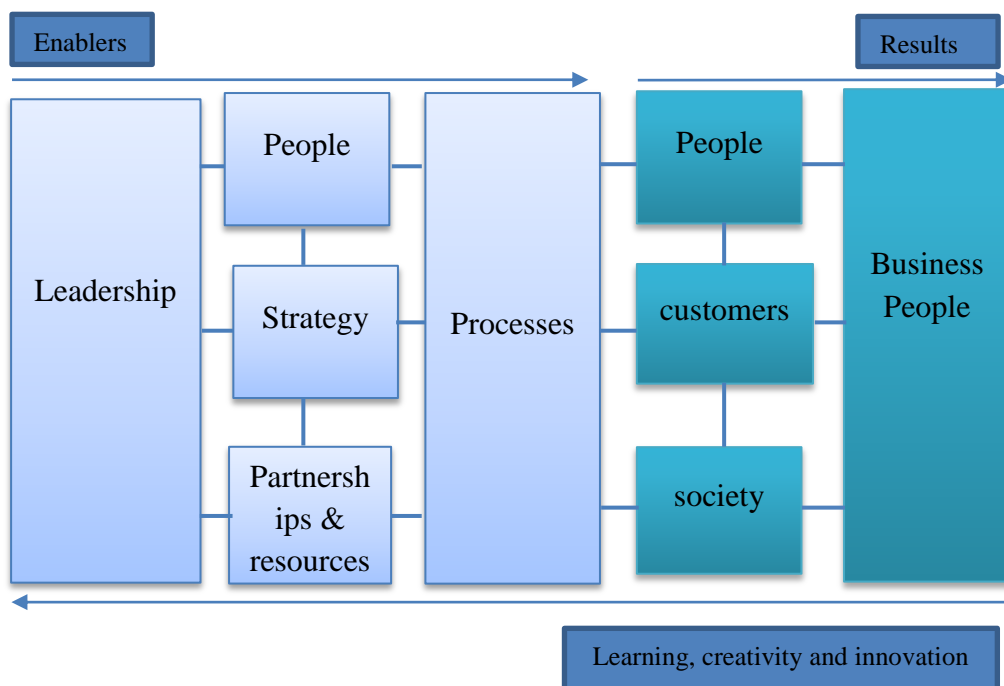 Enablers
Results
Leadership
People
Strategy
Partnersh
ips &
resources
Processes
People
customers
society
Business
People
Learning, creativity and innovation